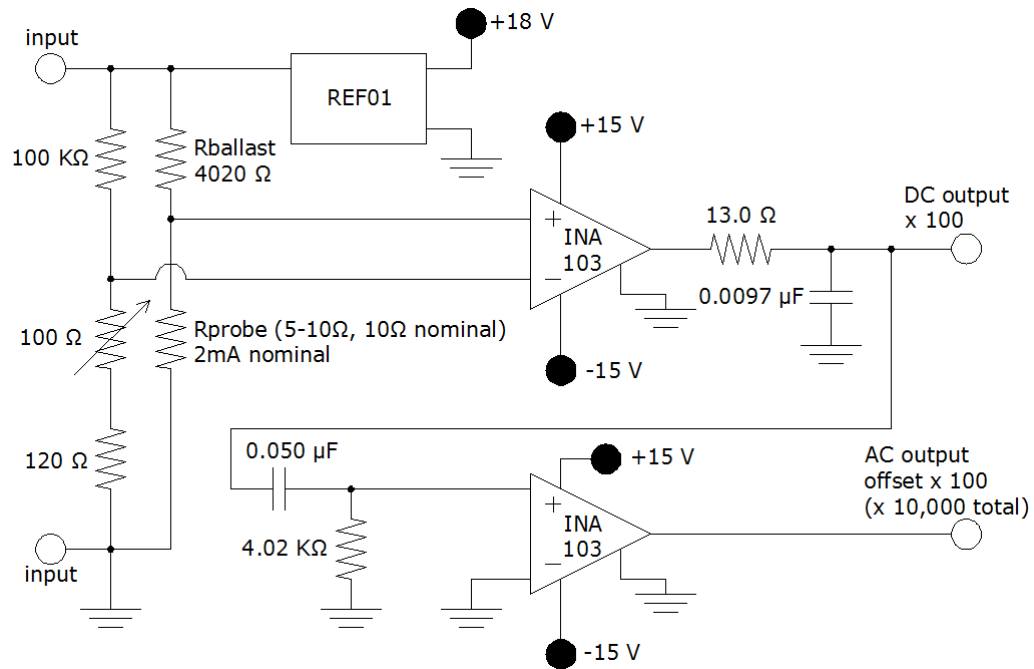 input
+18 V
REF01
100 KΩ
Rballast
4020 Ω
+15 V
+
INA
103
−
-15 V
13.0 Ω
0.0097 µF
DC output
x 100
100 Ω
Rprobe (5-10Ω, 10Ω nominal)
2mA nominal
120 Ω
input
0.050 µF
4.02 KΩ
+15 V
+
INA
103
−
-15 V
AC output
offset x 100
(x 10,000 total)